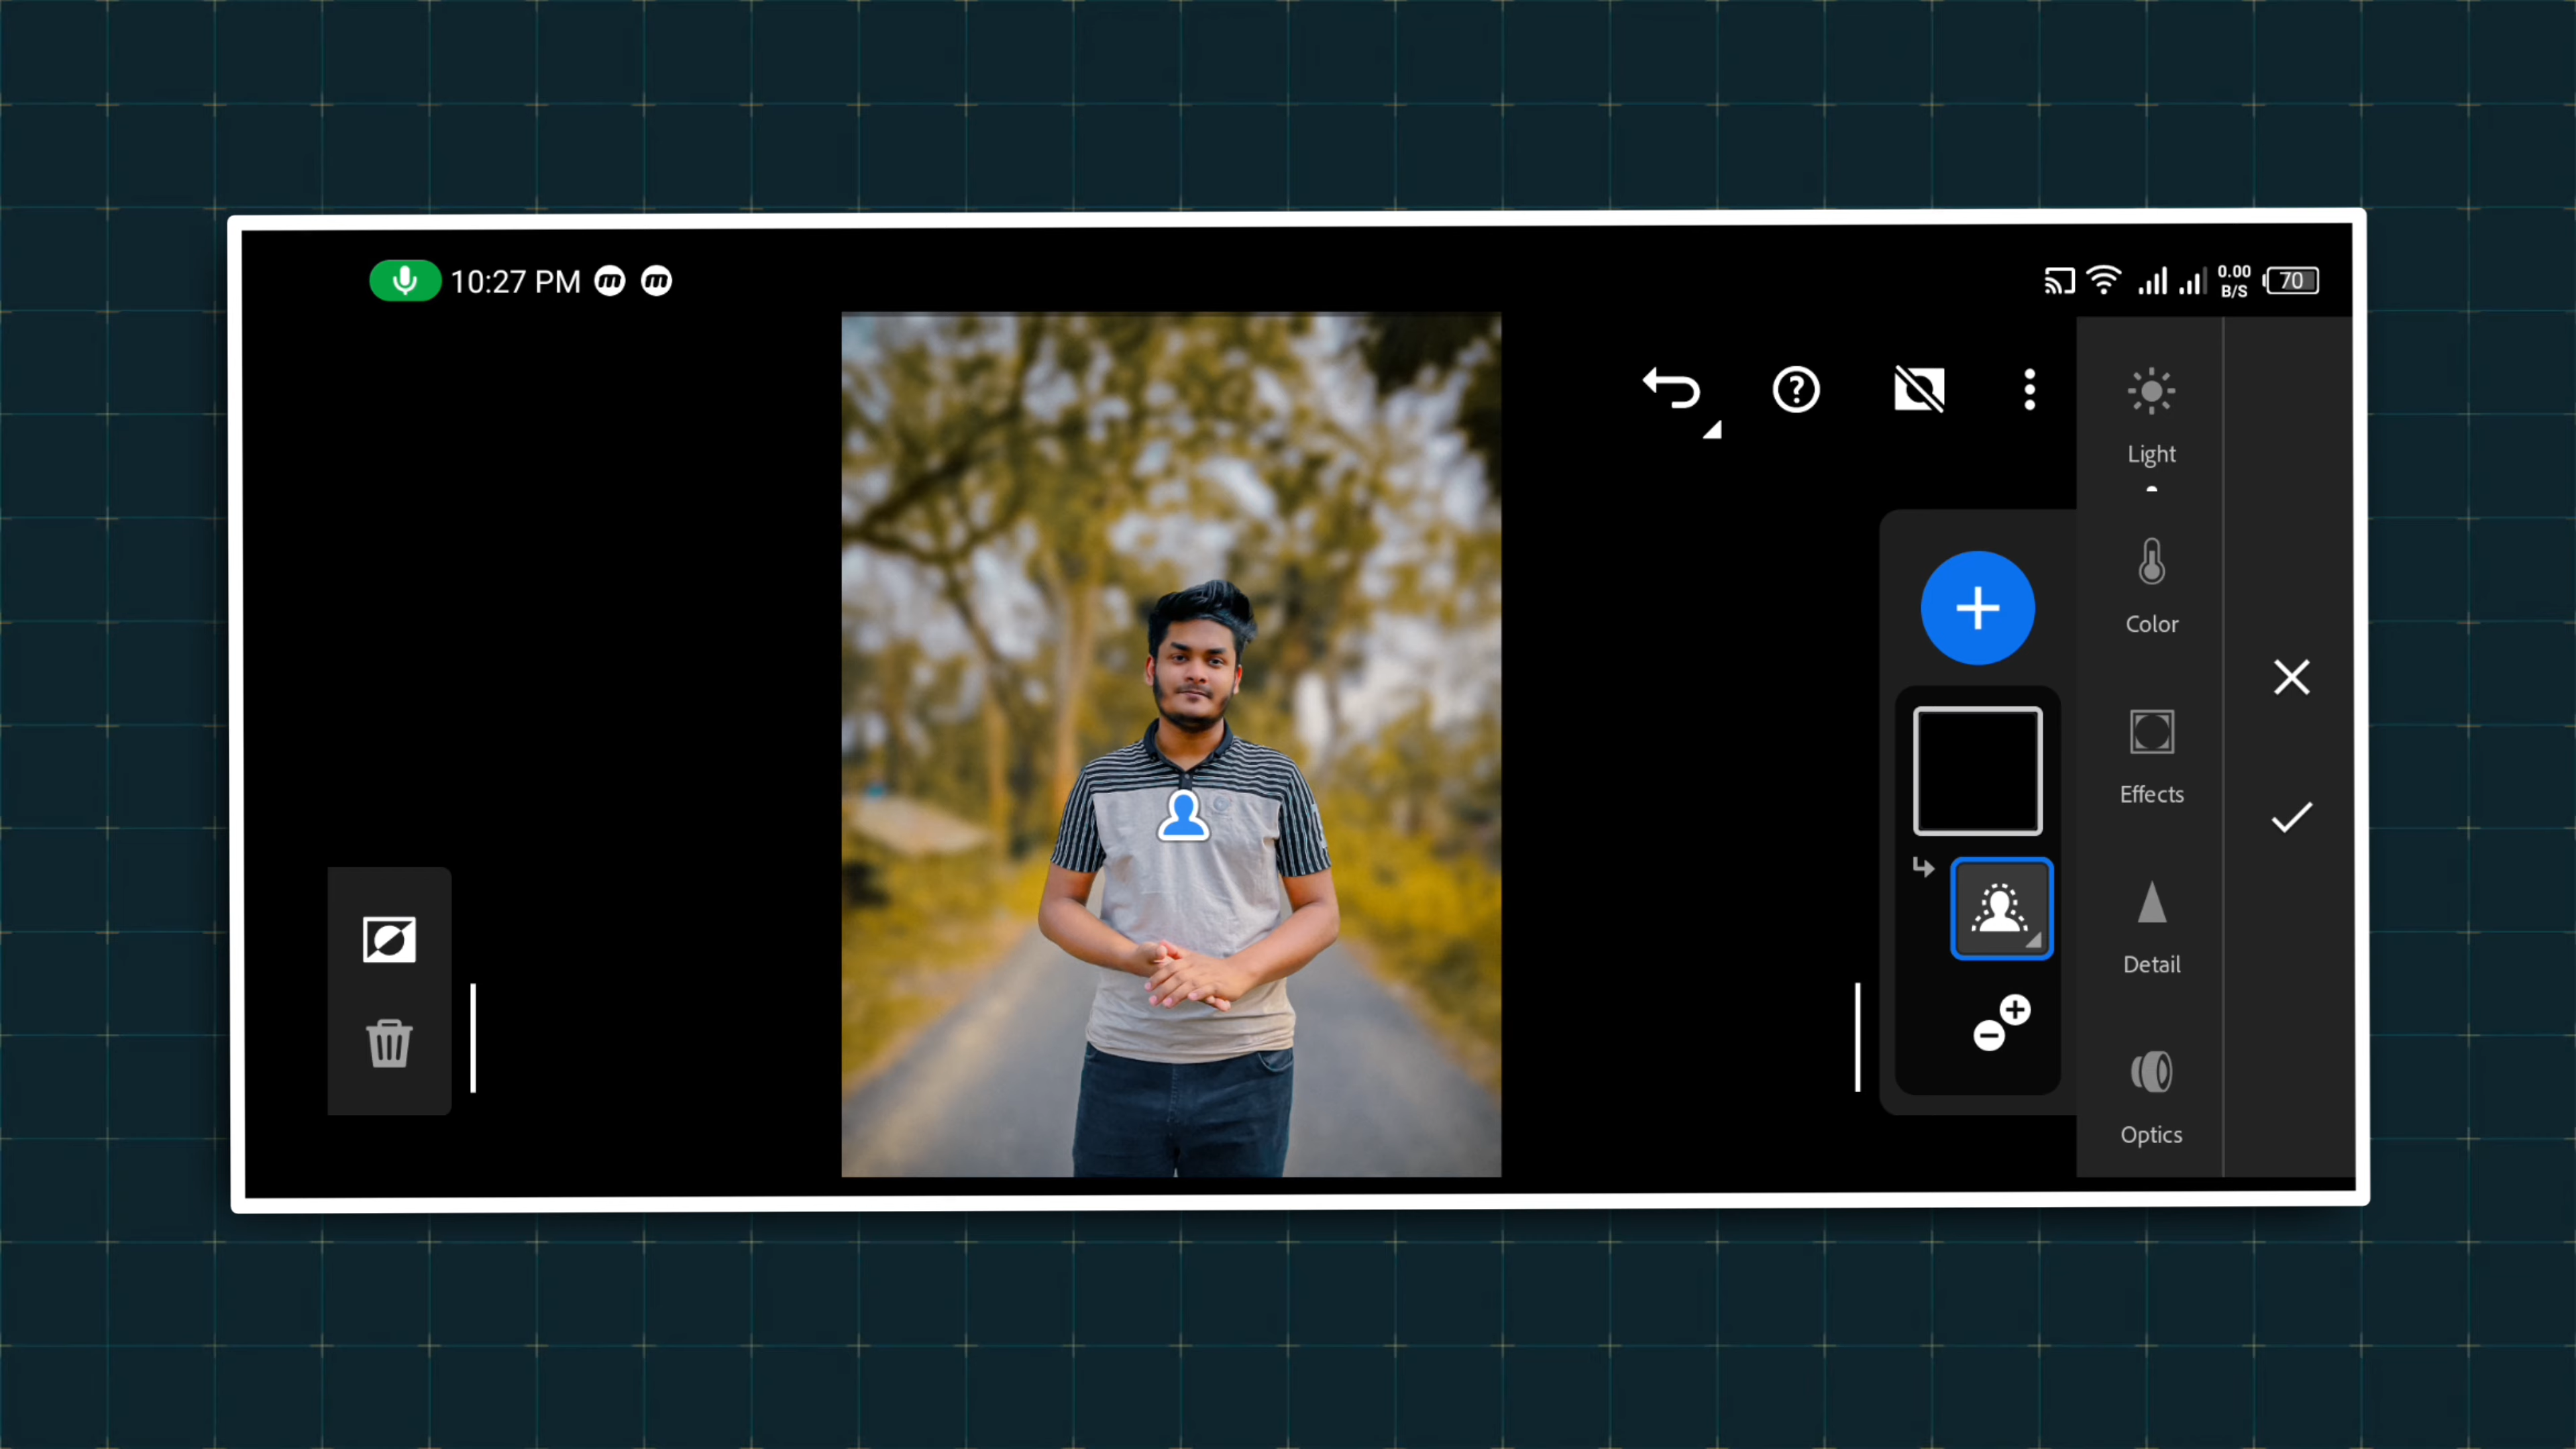 10:27 PM
0.00
B/S
70
Light
Color
Effects
Detail
Optics